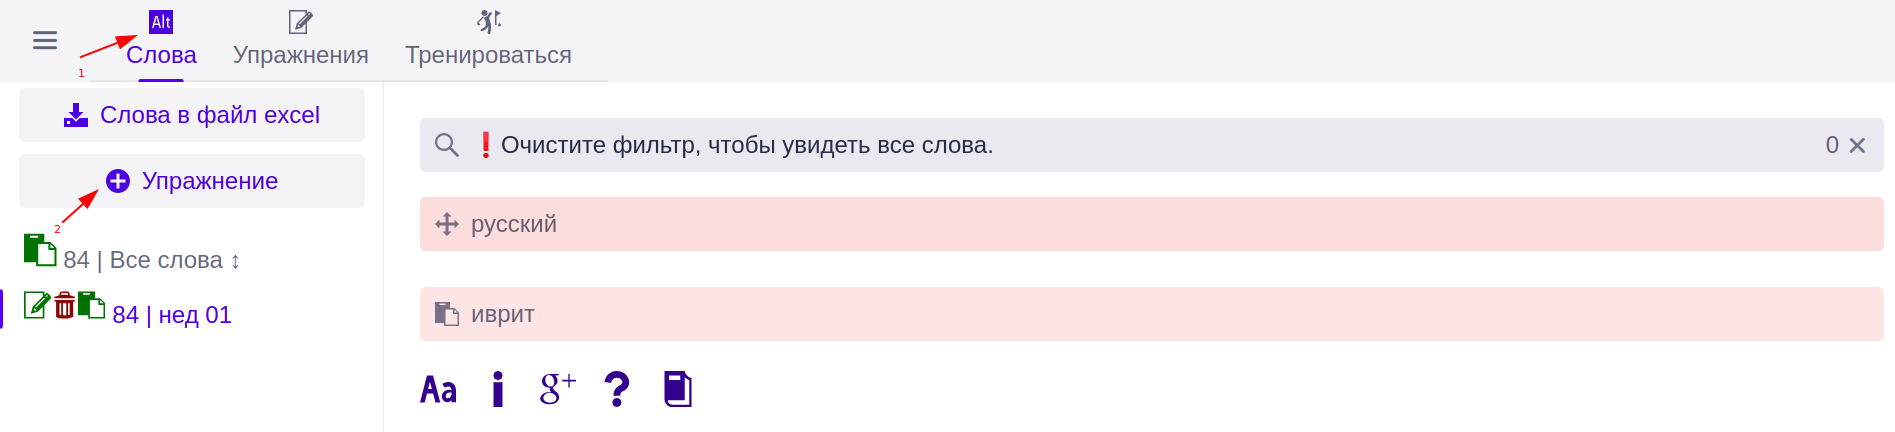 Alt
Слова Упражнения Тренироваться
1
Слова в файл excel
❗ Очистите фильтр, чтобы увидеть все слова. 0 ✕
Упражнение
2
русский
84 | Все слова ↕
84 | нед 01
иврит
Aa i g+ ?